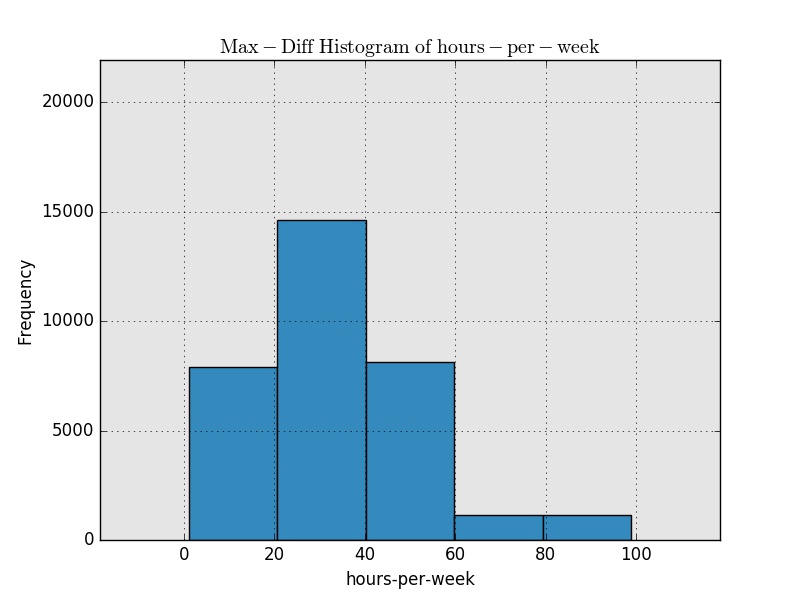 Max − Diff Histogram of hours − per − week
20000
15000
10000
5000
0
Frequency
0 20 40 60 80 100
hours-per-week